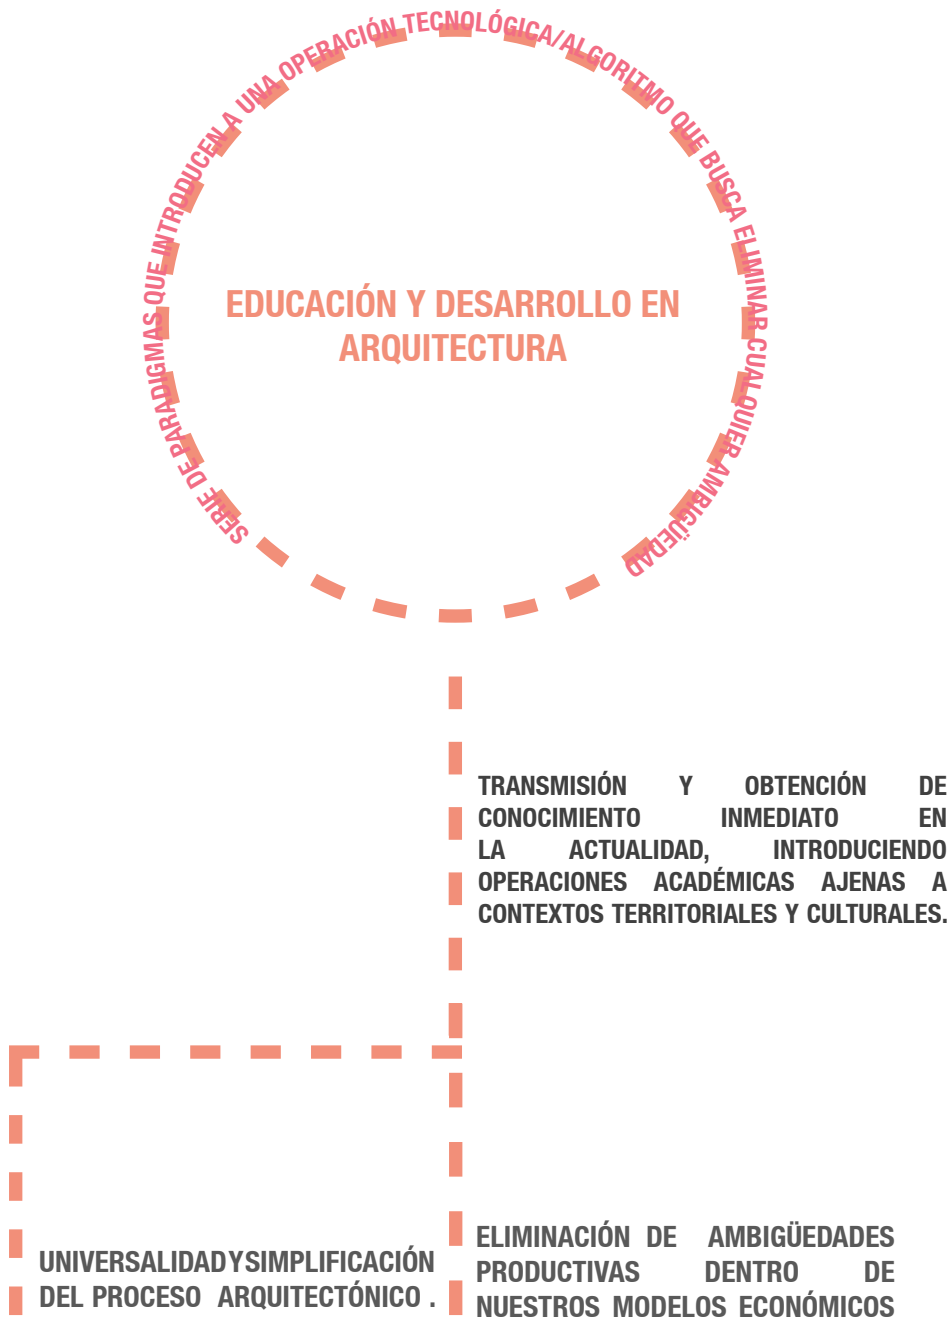 SERIE DE PARADIGMAS QUE INTRODUCEN A UNA OPERACIÓN TECNOLÓGICA/ALGORITMO QUE BUSCA ELIMINAR CUALQUIER AMBIGÜEDAD
EDUCACIÓN Y DESARROLLO EN
ARQUITECTURA
TRANSMISIÓN Y OBTENCIÓN DE
CONOCIMIENTO INMEDIATO EN
LA ACTUALIDAD, INTRODUCIENDO
OPERACIONES ACADÉMICAS AJENAS A
CONTEXTOS TERRITORIALES Y CULTURALES.
UNIVERSALIDAD Y SIMPLIFICACIÓN
DEL PROCESO ARQUITECTÓNICO .
ELIMINACIÓN DE AMBIGÜEDADES
PRODUCTIVAS DENTRO DE
NUESTROS MODELOS ECONÓMICOS